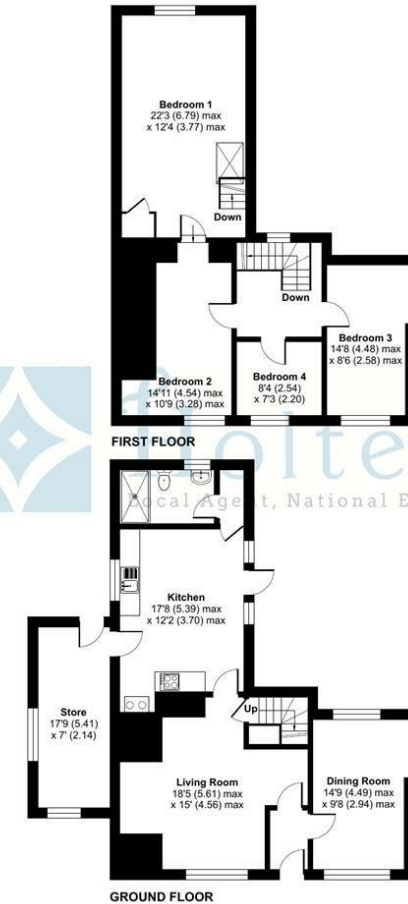 Bedroom 1
22'3 (6.79) max
x 12'4 (3.77) max
Down
Down
Bedroom 3
14'8 (4.48) max
x 8'6 (2.58) max
Bedroom 4
8'4 (2.54)
x 7'3 (2.20)
Bedroom 2
14'11 (4.54) max
x 10'9 (3.28) max
FIRST FLOOR
Local Agent, National E
Kitchen
17'8 (5.39) max
x 12'2 (3.70) max
Store
17'9 (5.41)
x 7' (2.14)
Up
Living Room
18'5 (5.61) max
x 15' (4.56) max
Dining Room
14'9 (4.49) max
x 9'8 (2.94) max
GROUND FLOOR